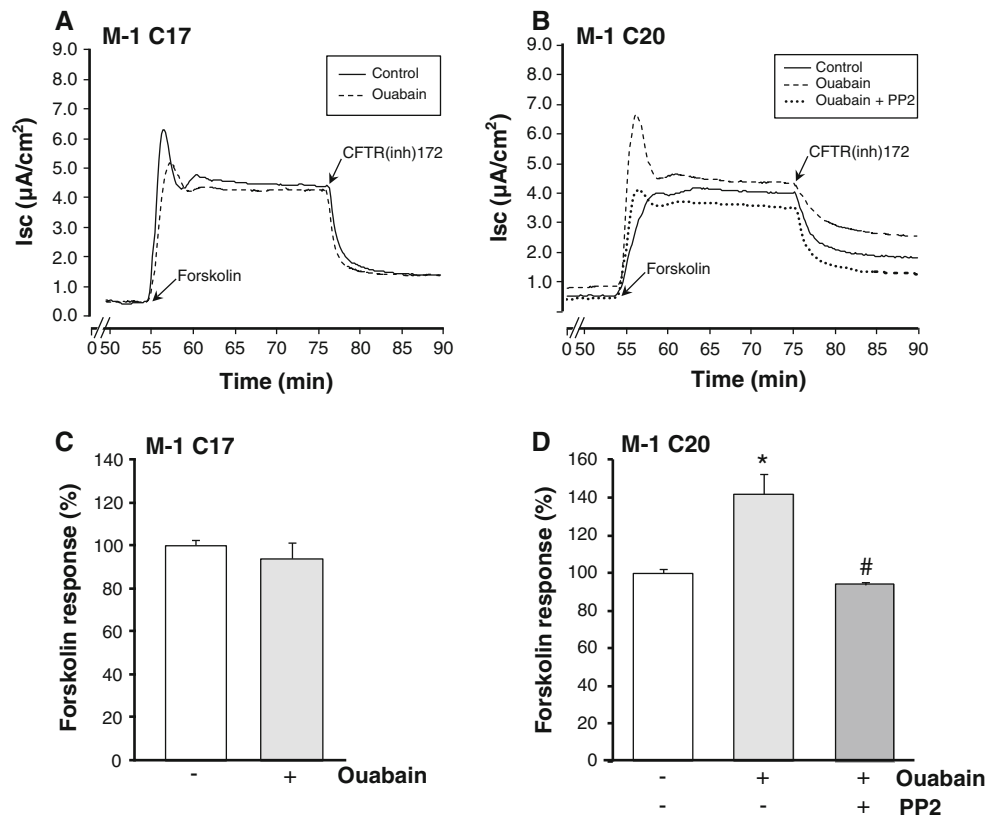 A
M-1 C17
9.0
8.0
7.0
6.0
5.0
4.0
3.0
2.0
1.0
0.0
Isc (µA/cm²)
Control
Ouabain
CFTR(inh)172
Forskolin
0 50 55 60 65 70 75 80 85 90
Time (min)
B
M-1 C20
9.0
8.0
7.0
6.0
5.0
4.0
3.0
2.0
1.0
Isc (µA/cm²)
Control
Ouabain
Ouabain + PP2
CFTR(inh)172
Forskolin
0 50 55 60 65 70 75 80 85 90
Time (min)
C
M-1 C17
140
120
100
80
60
40
20
0
Forskolin response (%)
- + Ouabain
D
M-1 C20
160
140
120
100
80
60
40
20
0
Forskolin response (%)
*
#
- + + Ouabain
- - + PP2